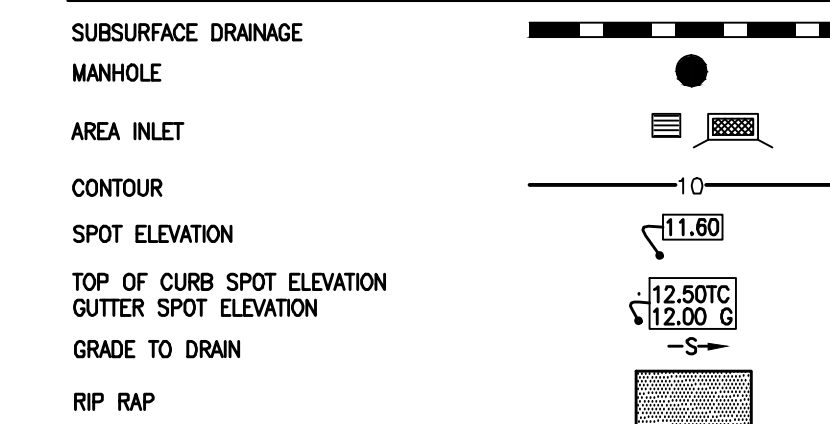 SUBSURFACE DRAINAGE
MANHOLE
AREA INLET
CONTOUR
10
SPOT ELEVATION
11.60
TOP OF CURB SPOT ELEVATION
12.50TC
GUTTER SPOT ELEVATION
12.00 G
GRADE TO DRAIN
S
RIP RAP